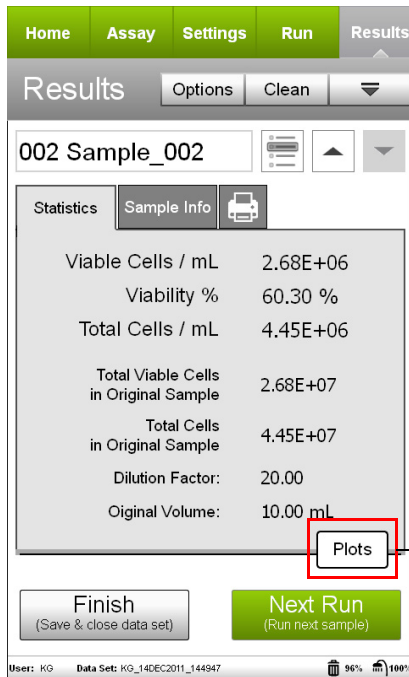 Home Assay Settings Run Results
Results Options Clean
002 Sample_002
Statistics Sample Info
Viable Cells / mL 2.68E+06
Viability % 60.30 %
Total Cells / mL 4.45E+06
Total Viable Cells
in Original Sample 2.68E+07
Total Cells
in Original Sample 4.45E+07
Dilution Factor: 20.00
Oiginal Volume: 10.00 mL
Plots
Finish Next Run
(Save & close data set) (Run next sample)
User: KG Data Set: KG_14DEC2011_144947 96% 100%